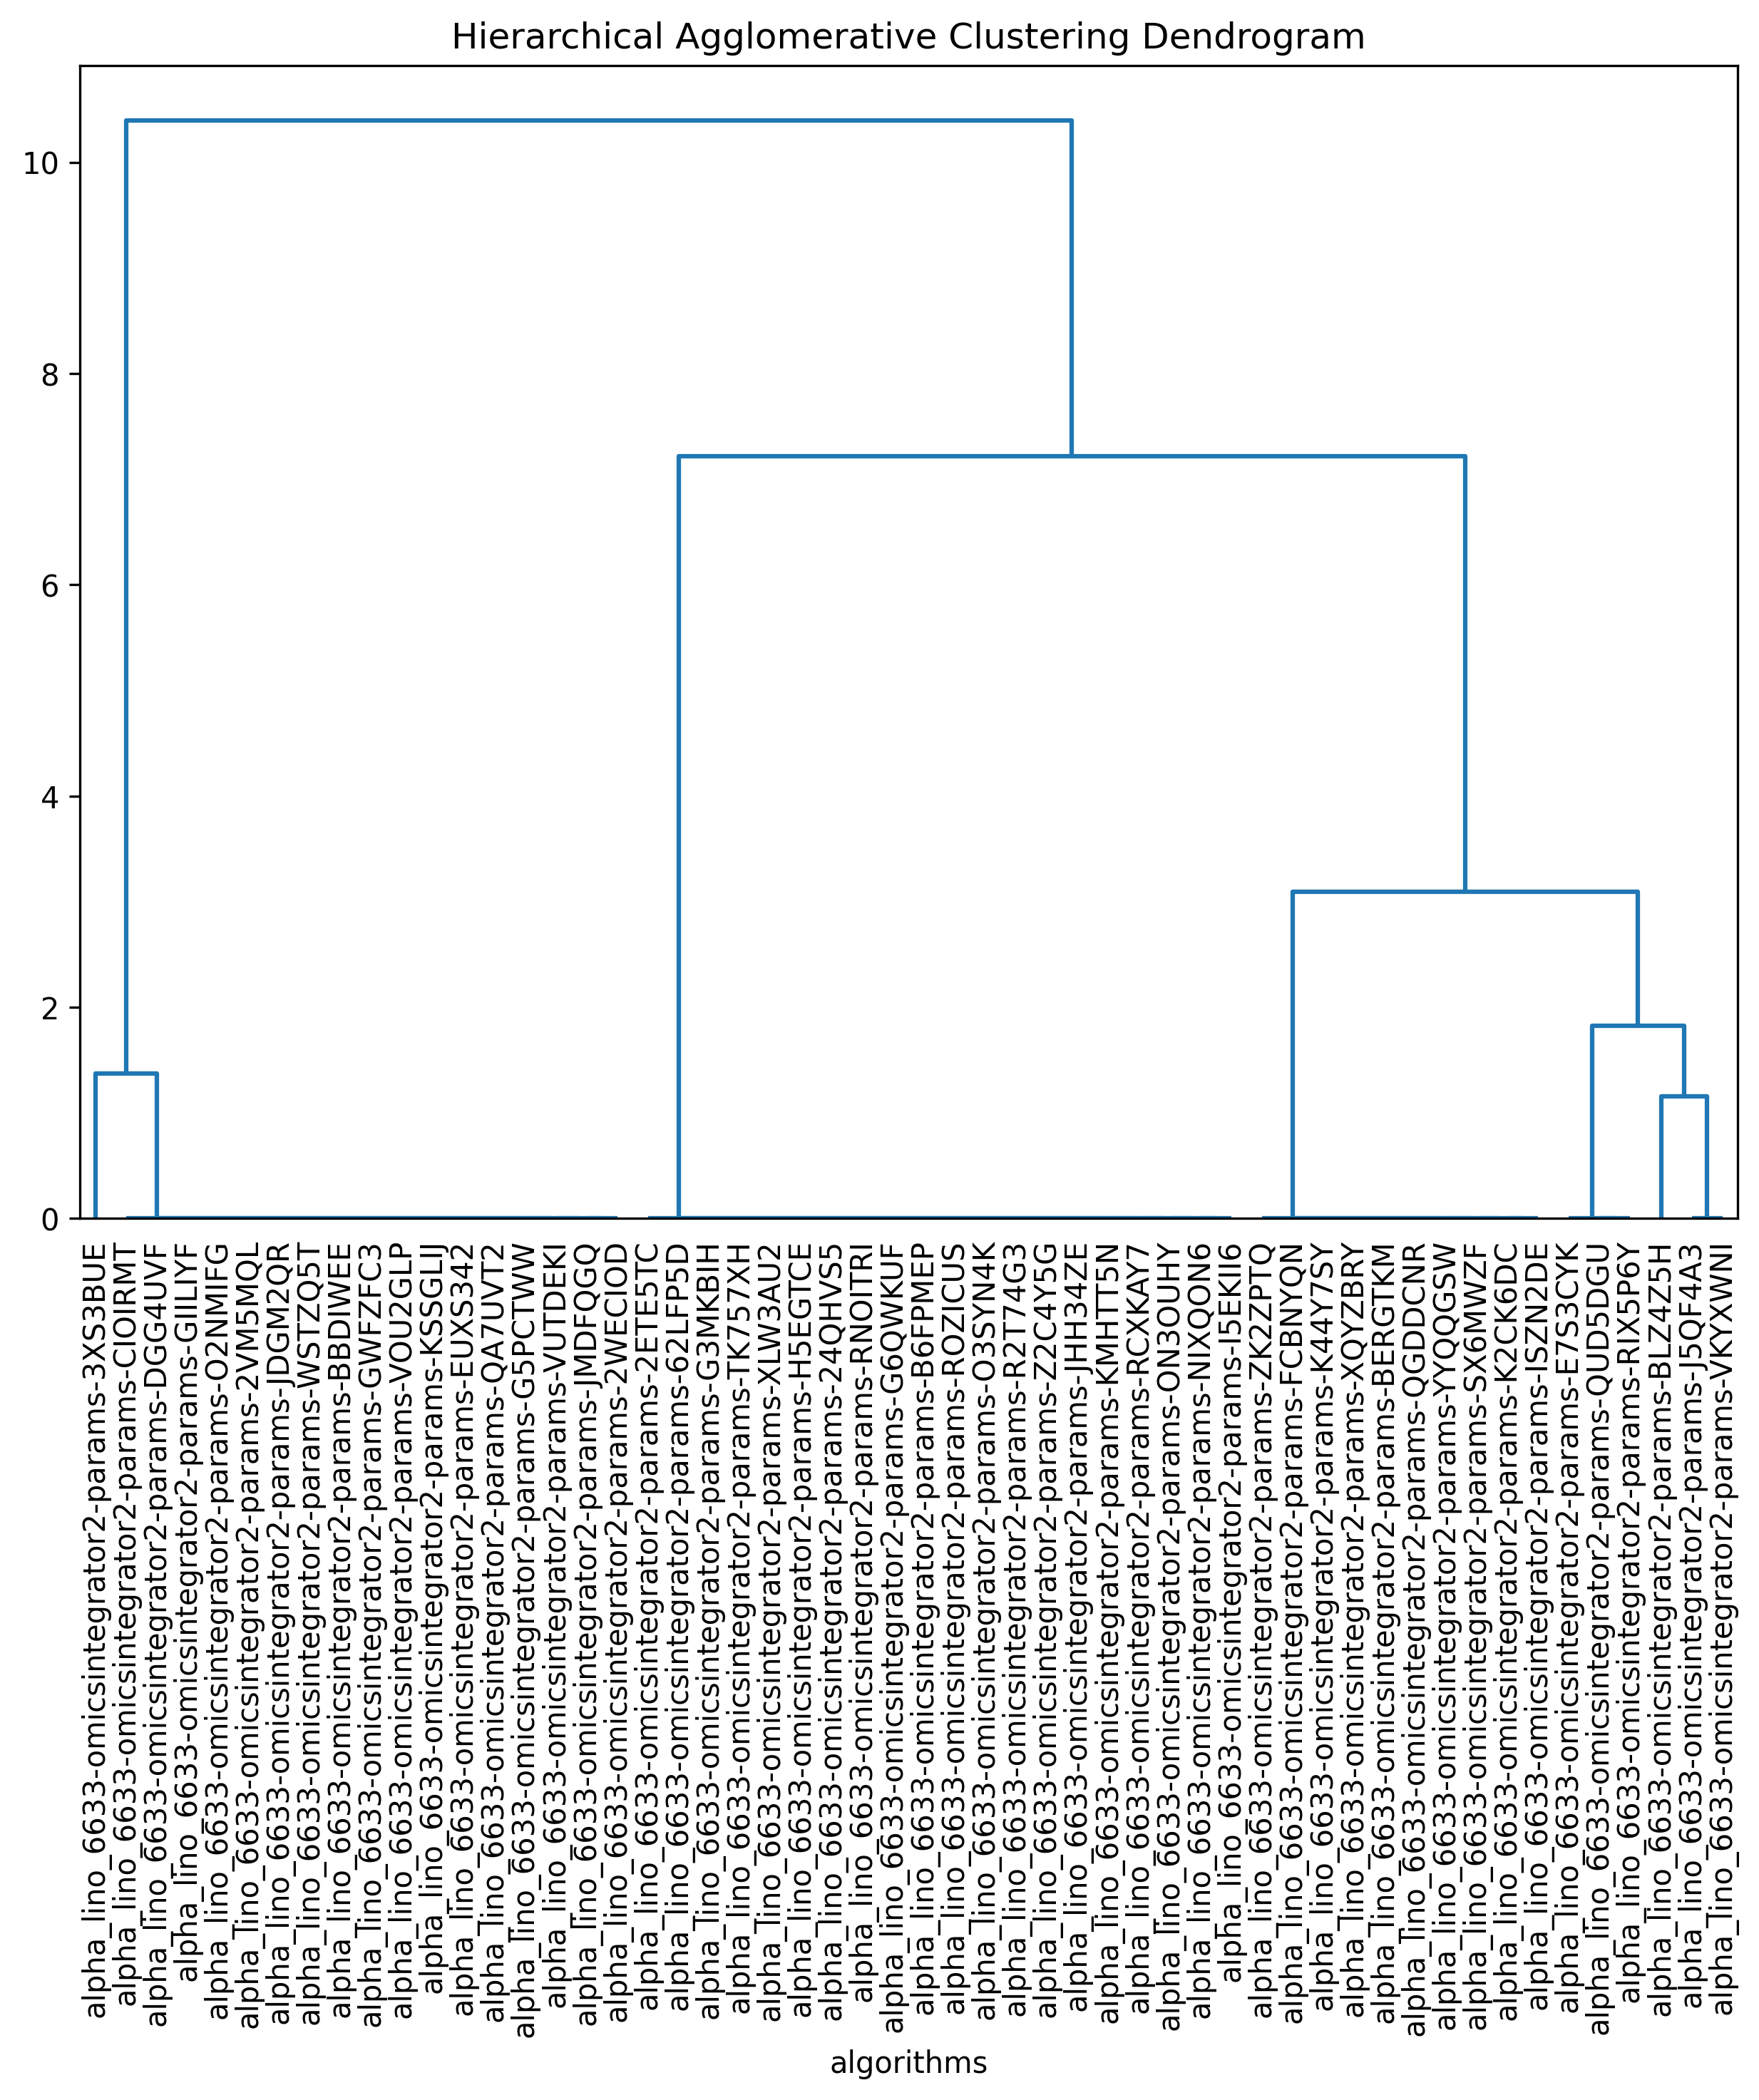 Hierarchical Agglomerative Clustering Dendrogram
10
8
6
4
2
0
alpha_lino_6633-omicsintegrator2-params-3XS3BUE
alpha_lino_6633-omicsintegrator2-params-CIOIRMT
alpha_lino_6633-omicsintegrator2-params-DGG4UVF
alpha_lino_6633-omicsintegrator2-params-GIILIYF
alpha_lino_6633-omicsintegrator2-params-O2NMIFG
alpha_lino_6633-omicsintegrator2-params-2VM5MQL
alpha_lino_6633-omicsintegrator2-params-JDGM2QR
alpha_lino_6633-omicsintegrator2-params-WSTZQ5T
alpha_lino_6633-omicsintegrator2-params-BBDIWEE
alpha_lino_6633-omicsintegrator2-params-GWFZFC3
alpha_lino_6633-omicsintegrator2-params-VOU2GLP
alpha_lino_6633-omicsintegrator2-params-KSSGLIJ
alpha_lino_6633-omicsintegrator2-params-EUXS342
alpha_lino_6633-omicsintegrator2-params-QA7UVT2
alpha_lino_6633-omicsintegrator2-params-G5PCTWW
alpha_lino_6633-omicsintegrator2-params-VUTDEKI
alpha_lino_6633-omicsintegrator2-params-JMDFQGQ
alpha_lino_6633-omicsintegrator2-params-2WECIOD
alpha_lino_6633-omicsintegrator2-params-2ETE5TC
alpha_lino_6633-omicsintegrator2-params-62LFP5D
alpha_lino_6633-omicsintegrator2-params-G3MKBIH
alpha_lino_6633-omicsintegrator2-params-TK757XH
alpha_lino_6633-omicsintegrator2-params-XLW3AU2
alpha_lino_6633-omicsintegrator2-params-H5EGTCE
alpha_lino_6633-omicsintegrator2-params-24QHVS5
alpha_lino_6633-omicsintegrator2-params-RNOITRI
alpha_lino_6633-omicsintegrator2-params-G6QWKUF
alpha_lino_6633-omicsintegrator2-params-B6FPMEP
alpha_lino_6633-omicsintegrator2-params-ROZICUS
alpha_lino_6633-omicsintegrator2-params-O3SYN4K
alpha_lino_6633-omicsintegrator2-params-R2T74G3
alpha_lino_6633-omicsintegrator2-params-Z2C4Y5G
alpha_lino_6633-omicsintegrator2-params-JHH34ZE
alpha_lino_6633-omicsintegrator2-params-KMHTT5N
alpha_lino_6633-omicsintegrator2-params-RCXKAY7
alpha_lino_6633-omicsintegrator2-params-ON3OUHY
alpha_lino_6633-omicsintegrator2-params-NIXQON6
alpha_lino_6633-omicsintegrator2-params-I5EKII6
alpha_lino_6633-omicsintegrator2-params-ZK2ZPTQ
alpha_lino_6633-omicsintegrator2-params-FCBNYQN
alpha_lino_6633-omicsintegrator2-params-K44Y7SY
alpha_lino_6633-omicsintegrator2-params-XQYZBRY
alpha_lino_6633-omicsintegrator2-params-BERGTKM
alpha_lino_6633-omicsintegrator2-params-QGDDCNR
alpha_lino_6633-omicsintegrator2-params-YYQQGSW
alpha_lino_6633-omicsintegrator2-params-SX6MWZF
alpha_lino_6633-omicsintegrator2-params-K2CK6DC
alpha_lino_6633-omicsintegrator2-params-ISZN2DE
alpha_lino_6633-omicsintegrator2-params-E7S3CYK
alpha_lino_6633-omicsintegrator2-params-QUD5DGU
alpha_lino_6633-omicsintegrator2-params-RIX5P6Y
alpha_lino_6633-omicsintegrator2-params-BLZ4Z5H
alpha_lino_6633-omicsintegrator2-params-J5QF4A3
alpha_lino_6633-omicsintegrator2-params-VKYXWNI
algorithms